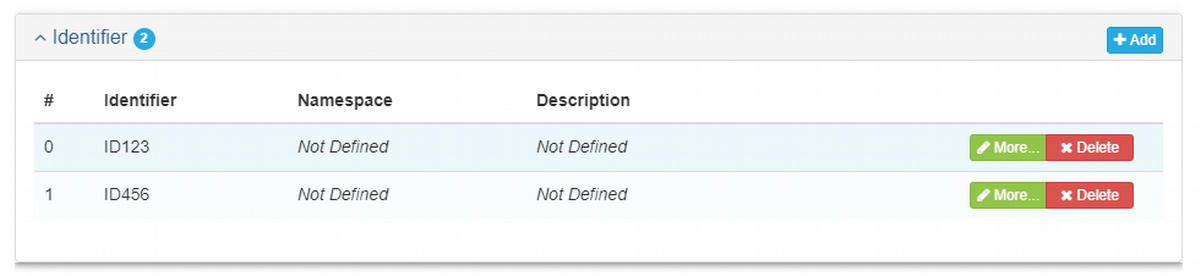 Identifier 2 Add
# Identifier Namespace Description
0 ID123 Not Defined Not Defined More... Delete
1 ID456 Not Defined Not Defined More... Delete